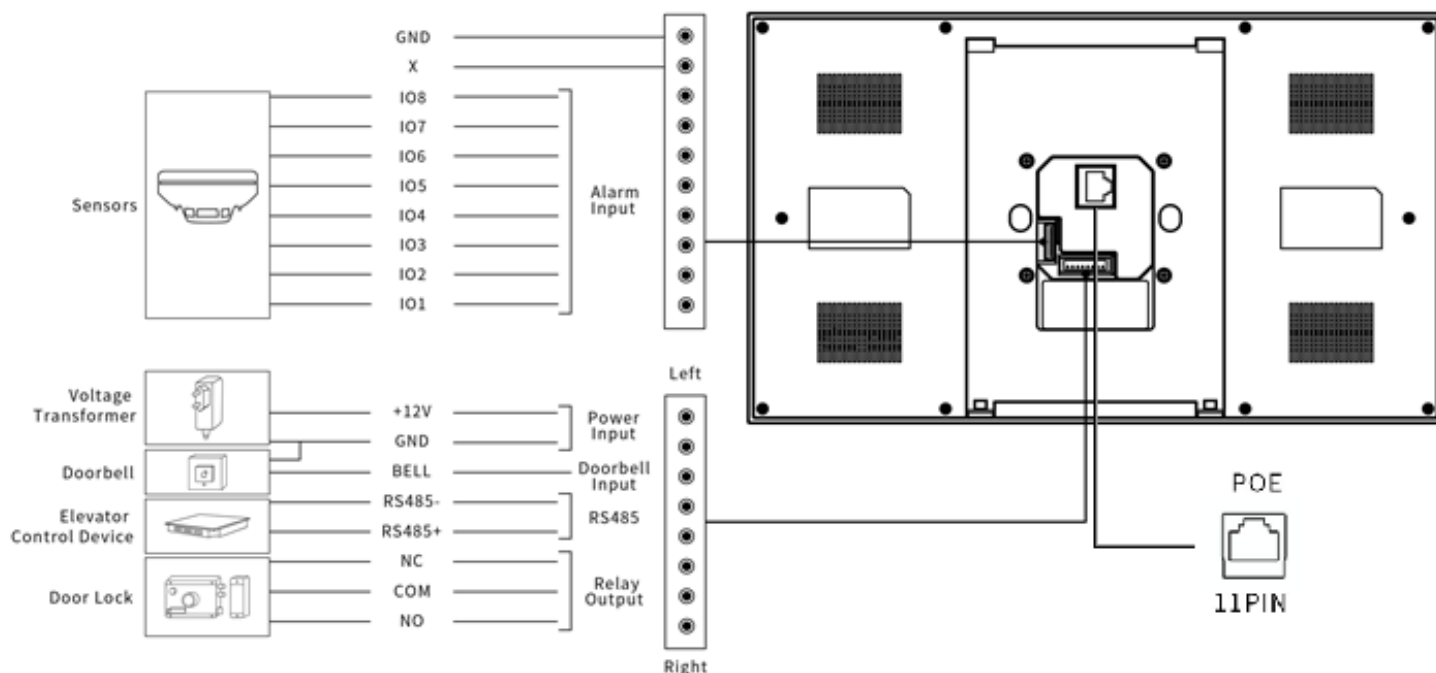 GND
X
IO8
IO7
IO6
IO5
IO4
IO3
IO2
IO1
Sensors
Alarm
Input
Left
Voltage
Transformer
+12V
GND
Power
Input
Doorbell
BELL
Doorbell
Input
Elevator
Control Device
RS485-
RS485+
RS485
Door Lock
NC
COM
NO
Relay
Output
Right
POE
11PIN